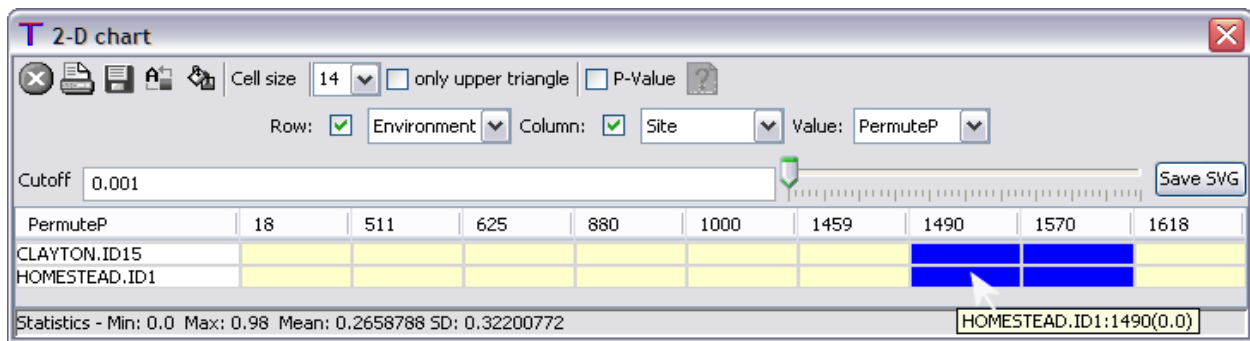 T 2-D chart
Cell size 14 only upper triangle P-Value ?
Row: Environment Column: Site Value: PermuteP
Cutoff 0.001 Save SVG
PermuteP 18 511 625 880 1000 1459 1490 1570 1618
CLAYTON.ID15
HOMESTEAD.ID1
Statistics - Min: 0.0 Max: 0.98 Mean: 0.2658788 SD: 0.32200772
HOMESTEAD.ID1:1490(0.0)